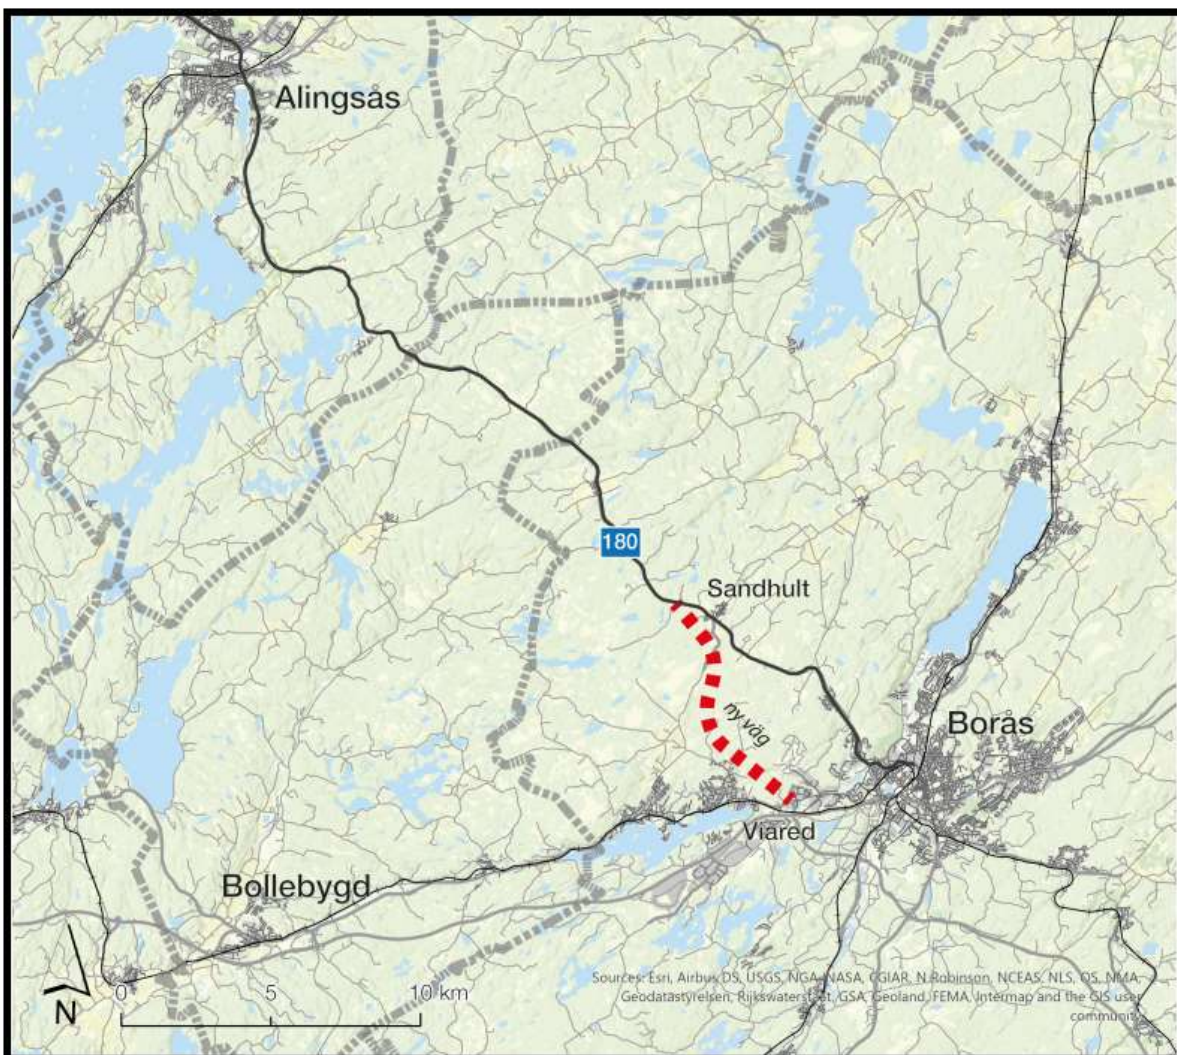 Alingsås
180
Sandhult
ny väg
Borås
Viared
Bollebygd
N
0 5 10 km
Sources: Esri, Airbus DS, USGS, NGA, NASA, CGIAR, N Robinson, NCEAS, NLS, OS, NMA,
Geodatastyrelsen, Rijkswaterstaat, GSA, Geoland, FEMA, Intermap and the GIS user
community